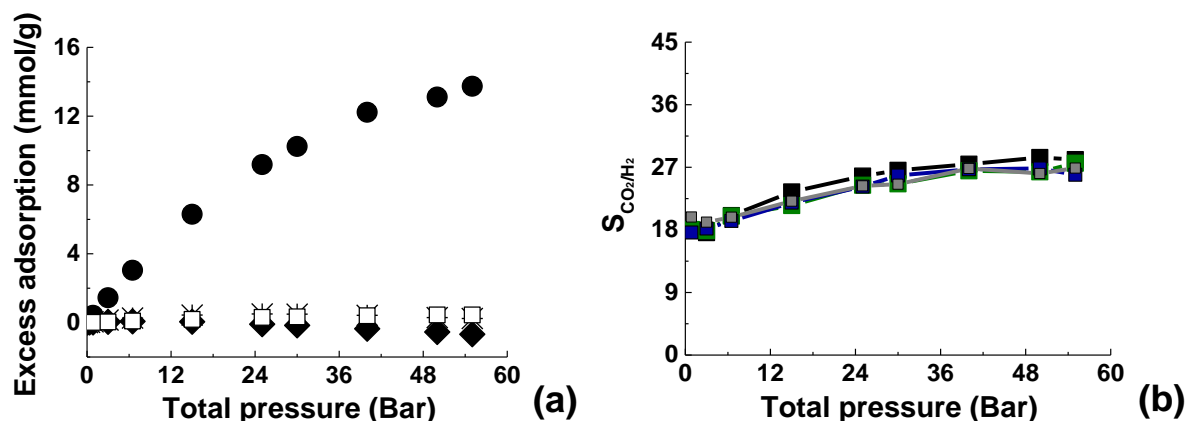 Excess adsorption (mmol/g)
16
12
8
4
0
0 12 24 36 48 60
Total pressure (Bar)
(a)
S_CO₂/H₂
45
36
27
18
9
0
0 12 24 36 48 60
Total pressure (Bar)
(b)